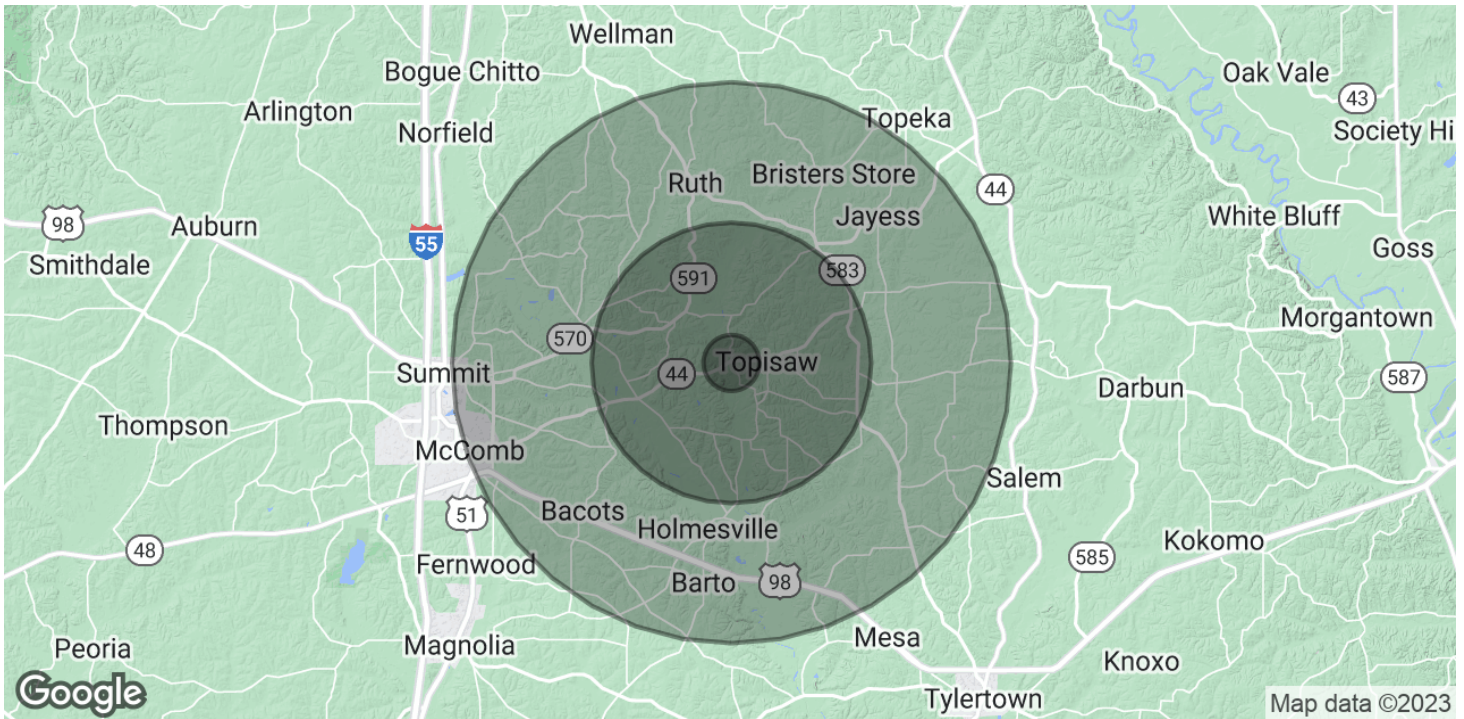 Wellman
Bogue Chitto
Oak Vale
43
Arlington
Topeka
Norfield
Society Hi
Bristers Store
Ruth
44
Jayess
White Bluff
98
Auburn
55
Goss
Smithdale
583
591
Morgantown
570
Topisaw
Summit
44
587
Darbun
Thompson
McComb
Salem
Bacots
51
Holmesville
Kokomo
48
585
Fernwood
Barto
98
Mesa
Magnolia
Peoria
Knoxo
Google
Tylertown
Map data ©2023